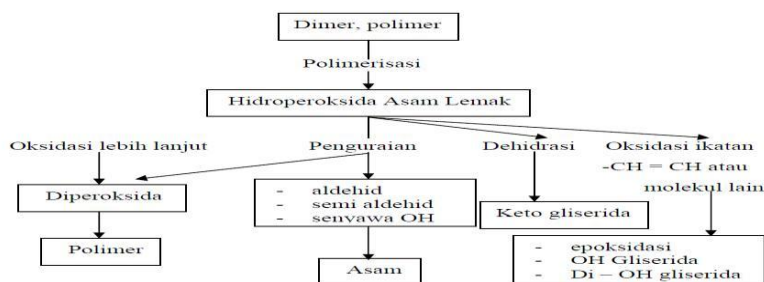 Dimer, polimer
Polimerisasi
Hidroperoksida Asam Lemak
Oksidasi lebih lanjut
Penguraian
Dehidrasi
Oksidasi ikatan
-CH = CH atau
molekul lain
Diperoksida
- aldehid
- semi aldehid
- senyawa OH
Keto gliserida
Polimer
Asam
- epoksidasi
- OH Gliserida
- Di – OH gliserida